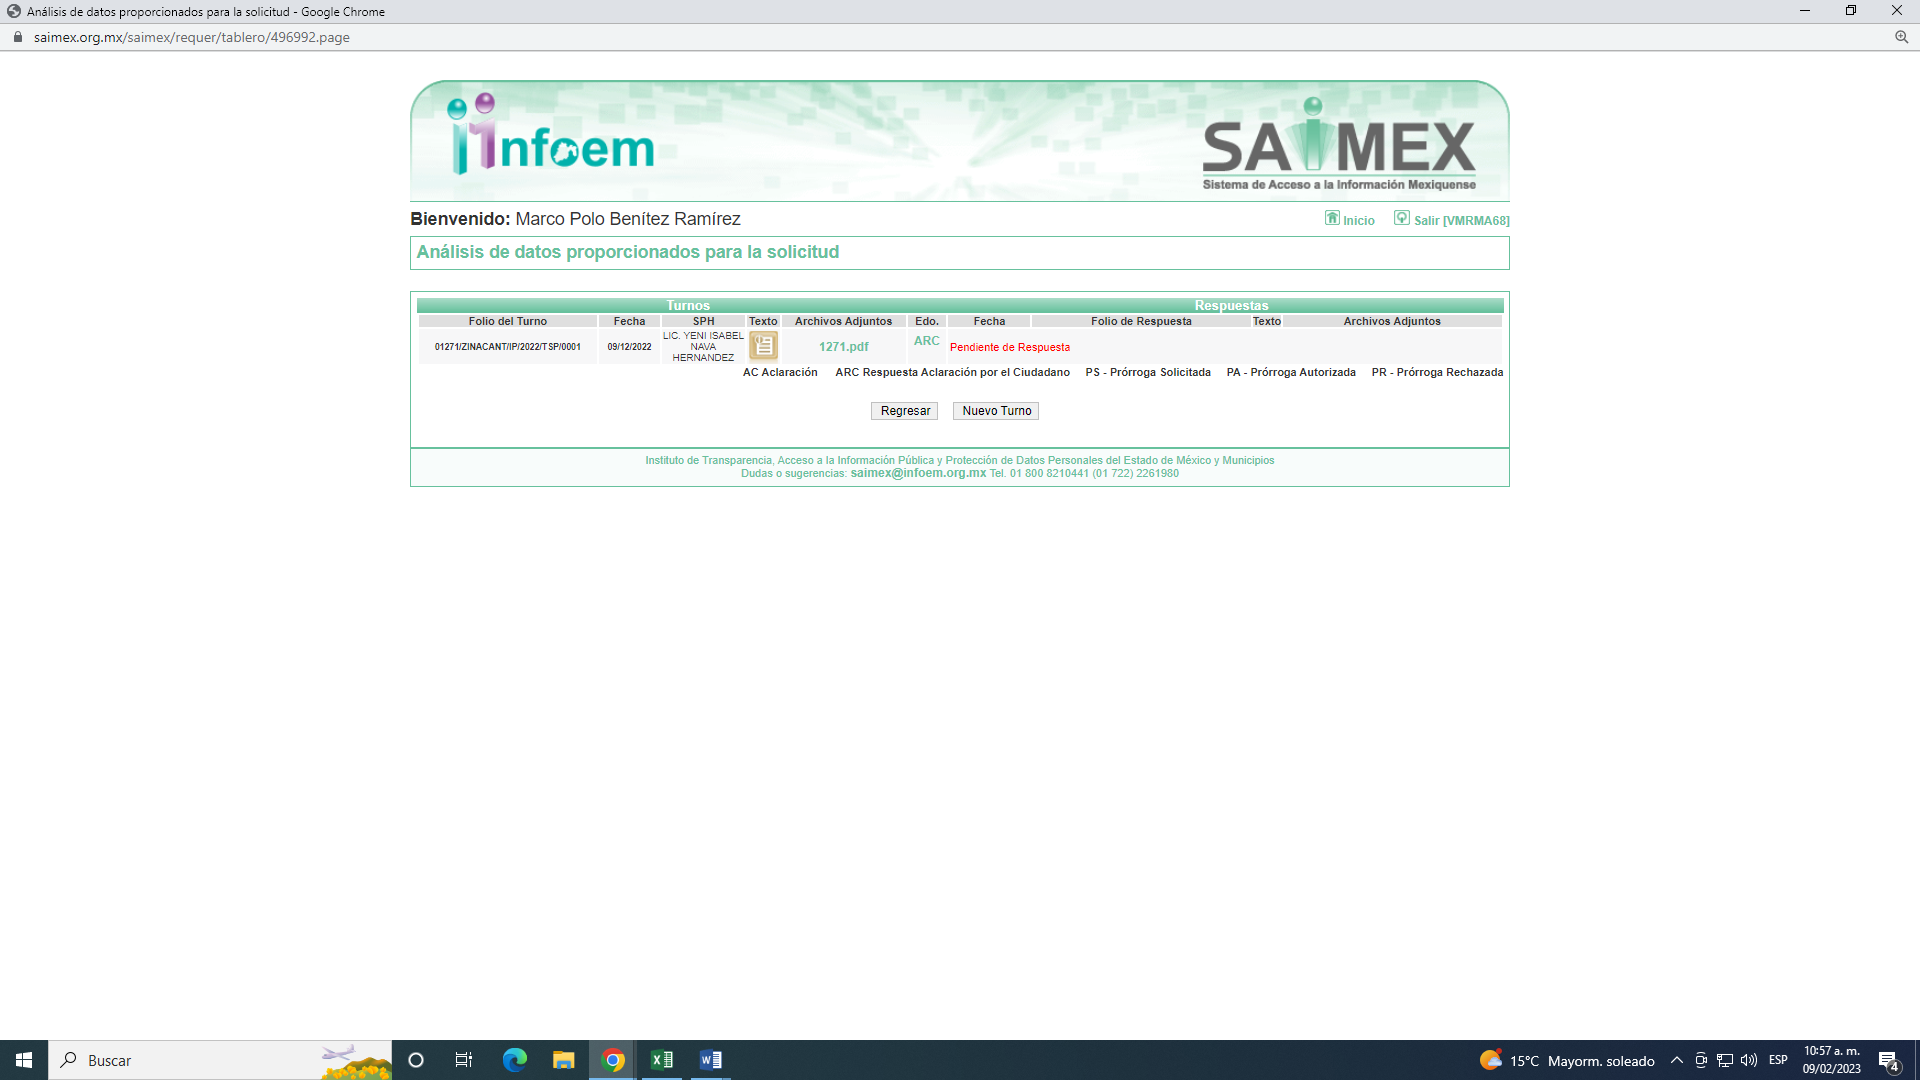 Análisis de datos proporcionados para la solicitud - Google Chrome
saimex.org.mx/saimex/requer/tablero/496992.page
infoem
SAiMEX
Sistema de Acceso a la Información Mexiquense
Bienvenido: Marco Polo Benítez Ramírez
Inicio
Salir [VMRMA68]
Análisis de datos proporcionados para la solicitud
Turnos
Respuestas
Folio del Turno
Fecha
SPH
Texto
Archivos Adjuntos
Edo.
Fecha
Folio de Respuesta
Texto
Archivos Adjuntos
01271/ZINACANT/IP/2022/TSP/0001
09/12/2022
LIC. YENI ISABEL
NAVA
HERNANDEZ
1271.pdf
ARC
Pendiente de Respuesta
AC Aclaración
ARC Respuesta Aclaración por el Ciudadano
PS - Prórroga Solicitada
PA - Prórroga Autorizada
PR - Prórroga Rechazada
Regresar
Nuevo Turno
Instituto de Transparencia, Acceso a la Información Pública y Protección de Datos Personales del Estado de México y Municipios
Dudas o sugerencias: saimex@infoem.org.mx Tel. 01 800 8210441 (01 722) 2261980
Buscar
15°C Mayorm. soleado
ESP
10:57 a. m.
09/02/2023
4